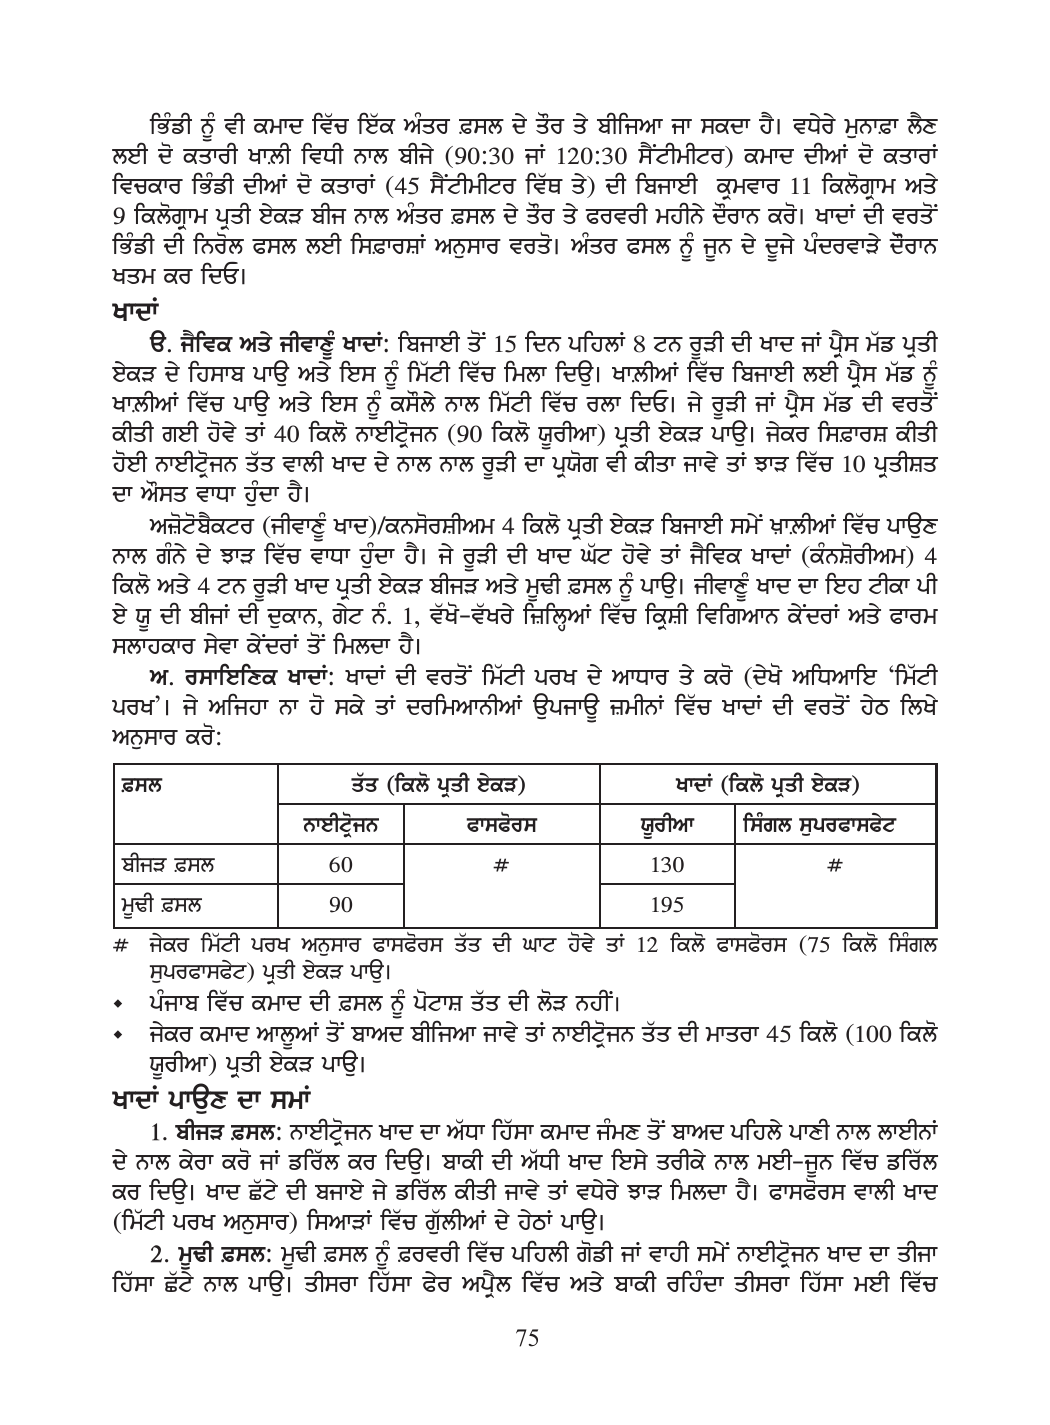 ਭਿੰਡੀ ਨੂੰ ਵੀ ਕਮਾਦ ਵਿੱਚ ਇੱਕ ਅੰਤਰ ਫ਼ਸਲ ਦੇ ਤੌਰ ਤੇ ਬੀਜਿਆ ਜਾ ਸਕਦਾ ਹੈ। ਵਧੇਰੇ ਮੁਨਾਫ਼ਾ ਲੈਣ
ਲਈ ਦੋ ਕਤਾਰੀ ਖਾਲ਼ੀ ਵਿਧੀ ਨਾਲ ਬੀਜੇ (90:30 ਜਾਂ 120:30 ਸੈਂਟੀਮੀਟਰ) ਕਮਾਦ ਦੀਆਂ ਦੋ ਕਤਾਰਾਂ
ਵਿਚਕਾਰ ਭਿੰਡੀ ਦੀਆਂ ਦੋ ਕਤਾਰਾਂ (45 ਸੈਂਟੀਮੀਟਰ ਵਿੱਥ ਤੇ) ਦੀ ਬਿਜਾਈ ਕ੍ਰਮਵਾਰ 11 ਕਿਲੋਗ੍ਰਾਮ ਅਤੇ
9 ਕਿਲੋਗ੍ਰਾਮ ਪ੍ਰਤੀ ਏਕੜ ਬੀਜ ਨਾਲ ਅੰਤਰ ਫ਼ਸਲ ਦੇ ਤੌਰ ਤੇ ਫਰਵਰੀ ਮਹੀਨੇ ਦੌਰਾਨ ਕਰੋ। ਖਾਦਾਂ ਦੀ ਵਰਤੋਂ
ਭਿੰਡੀ ਦੀ ਨਿਰੋਲ ਫਸਲ ਲਈ ਸਿਫ਼ਾਰਸ਼ਾਂ ਅਨੁਸਾਰ ਵਰਤੋ। ਅੰਤਰ ਫਸਲ ਨੂੰ ਜੂਨ ਦੇ ਦੂਜੇ ਪੰਦਰਵਾੜੇ ਦੌਰਾਨ
ਖਤਮ ਕਰ ਦਿਓ।
ਖਾਦਾਂ
ੳ. ਜੈਵਿਕ ਅਤੇ ਜੀਵਾਣੂੰ ਖਾਦਾਂ: ਬਿਜਾਈ ਤੋਂ 15 ਦਿਨ ਪਹਿਲਾਂ 8 ਟਨ ਰੂੜੀ ਦੀ ਖਾਦ ਜਾਂ ਪ੍ਰੈਸ ਮੱਡ ਪ੍ਰਤੀ
ਏਕੜ ਦੇ ਹਿਸਾਬ ਪਾਉ ਅਤੇ ਇਸ ਨੂੰ ਮਿੱਟੀ ਵਿੱਚ ਮਿਲਾ ਦਿਉ। ਖਾਲ਼ੀਆਂ ਵਿੱਚ ਬਿਜਾਈ ਲਈ ਪ੍ਰੈਸ ਮੱਡ ਨੂੰ
ਖਾਲ਼ੀਆਂ ਵਿੱਚ ਪਾਉ ਅਤੇ ਇਸ ਨੂੰ ਕਸੌਲੇ ਨਾਲ ਮਿੱਟੀ ਵਿੱਚ ਰਲਾ ਦਿਓ। ਜੇ ਰੂੜੀ ਜਾਂ ਪ੍ਰੈਸ ਮੱਡ ਦੀ ਵਰਤੋਂ
ਕੀਤੀ ਗਈ ਹੋਵੇ ਤਾਂ 40 ਕਿਲੋ ਨਾਈਟ੍ਰੋਜਨ (90 ਕਿਲੋ ਯੂਰੀਆ) ਪ੍ਰਤੀ ਏਕੜ ਪਾਉ। ਜੇਕਰ ਸਿਫ਼ਾਰਸ਼ ਕੀਤੀ
ਹੋਈ ਨਾਈਟ੍ਰੋਜਨ ਤੱਤ ਵਾਲੀ ਖਾਦ ਦੇ ਨਾਲ ਨਾਲ ਰੂੜੀ ਦਾ ਪ੍ਰਯੋਗ ਵੀ ਕੀਤਾ ਜਾਵੇ ਤਾਂ ਝਾੜ ਵਿੱਚ 10 ਪ੍ਰਤੀਸ਼ਤ
ਦਾ ਔਸਤ ਵਾਧਾ ਹੁੰਦਾ ਹੈ।
ਅਜ਼ੋਟੋਬੈਕਟਰ (ਜੀਵਾਣੂੰ ਖਾਦ)/ਕਨਸੋਰਸ਼ੀਅਮ 4 ਕਿਲੋ ਪ੍ਰਤੀ ਏਕੜ ਬਿਜਾਈ ਸਮੇਂ ਖ਼ਾਲ਼ੀਆਂ ਵਿੱਚ ਪਾਉਣ
ਨਾਲ ਗੰਨੇ ਦੇ ਝਾੜ ਵਿੱਚ ਵਾਧਾ ਹੁੰਦਾ ਹੈ। ਜੇ ਰੂੜੀ ਦੀ ਖਾਦ ਘੱਟ ਹੋਵੇ ਤਾਂ ਜੈਵਿਕ ਖਾਦਾਂ (ਕੰਨਸ਼ੋਰੀਅਮ) 4
ਕਿਲੋ ਅਤੇ 4 ਟਨ ਰੂੜੀ ਖਾਦ ਪ੍ਰਤੀ ਏਕੜ ਬੀਜੜ ਅਤੇ ਮੂਢੀ ਫ਼ਸਲ ਨੂੰ ਪਾਉ। ਜੀਵਾਣੂੰ ਖਾਦ ਦਾ ਇਹ ਟੀਕਾ ਪੀ
ਏ ਯੂ ਦੀ ਬੀਜਾਂ ਦੀ ਦੁਕਾਨ, ਗੇਟ ਨੰ. 1, ਵੱਖੋ-ਵੱਖਰੇ ਜ਼ਿਲ੍ਹਿਆਂ ਵਿੱਚ ਕ੍ਰਿਸ਼ੀ ਵਿਗਿਆਨ ਕੇਂਦਰਾਂ ਅਤੇ ਫਾਰਮ
ਸਲਾਹਕਾਰ ਸੇਵਾ ਕੇਂਦਰਾਂ ਤੋਂ ਮਿਲਦਾ ਹੈ।
ਅ. ਰਸਾਇਣਿਕ ਖਾਦਾਂ: ਖਾਦਾਂ ਦੀ ਵਰਤੋਂ ਮਿੱਟੀ ਪਰਖ ਦੇ ਆਧਾਰ ਤੇ ਕਰੋ (ਦੇਖੋ ਅਧਿਆਇ ‘ਮਿੱਟੀ
ਪਰਖ’। ਜੇ ਅਜਿਹਾ ਨਾ ਹੋ ਸਕੇ ਤਾਂ ਦਰਮਿਆਨੀਆਂ ਉਪਜਾਊ ਜ਼ਮੀਨਾਂ ਵਿੱਚ ਖਾਦਾਂ ਦੀ ਵਰਤੋਂ ਹੇਠ ਲਿਖੇ
ਅਨੁਸਾਰ ਕਰੋ:
ਫ਼ਸਲ ਤੱਤ (ਕਿਲੋ ਪ੍ਰਤੀ ਏਕੜ) ਖਾਦਾਂ (ਕਿਲੋ ਪ੍ਰਤੀ ਏਕੜ)
ਨਾਈਟ੍ਰੋਜਨ ਫਾਸਫੋਰਸ ਯੂਰੀਆ ਸਿੰਗਲ ਸੁਪਰਫਾਸਫੇਟ
ਬੀਜੜ ਫ਼ਸਲ 60 # 130 #
ਮੂਢੀ ਫ਼ਸਲ 90 195
# ਜੇਕਰ ਮਿੱਟੀ ਪਰਖ ਅਨੁਸਾਰ ਫਾਸਫੋਰਸ ਤੱਤ ਦੀ ਘਾਟ ਹੋਵੇ ਤਾਂ 12 ਕਿਲੋ ਫਾਸਫੋਰਸ (75 ਕਿਲੋ ਸਿੰਗਲ
ਸੁਪਰਫਾਸਫੇਟ) ਪ੍ਰਤੀ ਏਕੜ ਪਾਉ।
◆ ਪੰਜਾਬ ਵਿੱਚ ਕਮਾਦ ਦੀ ਫ਼ਸਲ ਨੂੰ ਪੋਟਾਸ਼ ਤੱਤ ਦੀ ਲੋੜ ਨਹੀਂ।
◆ ਜੇਕਰ ਕਮਾਦ ਆਲੂਆਂ ਤੋਂ ਬਾਅਦ ਬੀਜਿਆ ਜਾਵੇ ਤਾਂ ਨਾਈਟ੍ਰੋਜਨ ਤੱਤ ਦੀ ਮਾਤਰਾ 45 ਕਿਲੋ (100 ਕਿਲੋ
ਯੂਰੀਆ) ਪ੍ਰਤੀ ਏਕੜ ਪਾਉ।
ਖਾਦਾਂ ਪਾਉਣ ਦਾ ਸਮਾਂ
1. ਬੀਜੜ ਫ਼ਸਲ: ਨਾਈਟ੍ਰੋਜਨ ਖਾਦ ਦਾ ਅੱਧਾ ਹਿੱਸਾ ਕਮਾਦ ਜੰਮਣ ਤੋਂ ਬਾਅਦ ਪਹਿਲੇ ਪਾਣੀ ਨਾਲ ਲਾਈਨਾਂ
ਦੇ ਨਾਲ ਕੇਰਾ ਕਰੋ ਜਾਂ ਡਰਿੱਲ ਕਰ ਦਿਉ। ਬਾਕੀ ਦੀ ਅੱਧੀ ਖਾਦ ਇਸੇ ਤਰੀਕੇ ਨਾਲ ਮਈ-ਜੂਨ ਵਿੱਚ ਡਰਿੱਲ
ਕਰ ਦਿਉ। ਖਾਦ ਛੱਟੇ ਦੀ ਬਜਾਏ ਜੇ ਡਰਿੱਲ ਕੀਤੀ ਜਾਵੇ ਤਾਂ ਵਧੇਰੇ ਝਾੜ ਮਿਲਦਾ ਹੈ। ਫਾਸਫੋਰਸ ਵਾਲੀ ਖਾਦ
(ਮਿੱਟੀ ਪਰਖ ਅਨੁਸਾਰ) ਸਿਆੜਾਂ ਵਿੱਚ ਗੁੱਲੀਆਂ ਦੇ ਹੇਠਾਂ ਪਾਉ।
2. ਮੂਢੀ ਫ਼ਸਲ: ਮੂਢੀ ਫ਼ਸਲ ਨੂੰ ਫ਼ਰਵਰੀ ਵਿੱਚ ਪਹਿਲੀ ਗੋਡੀ ਜਾਂ ਵਾਹੀ ਸਮੇਂ ਨਾਈਟ੍ਰੋਜਨ ਖਾਦ ਦਾ ਤੀਜਾ
ਹਿੱਸਾ ਛੱਟੇ ਨਾਲ ਪਾਉ। ਤੀਸਰਾ ਹਿੱਸਾ ਫੇਰ ਅਪ੍ਰੈਲ ਵਿੱਚ ਅਤੇ ਬਾਕੀ ਰਹਿੰਦਾ ਤੀਸਰਾ ਹਿੱਸਾ ਮਈ ਵਿੱਚ
75